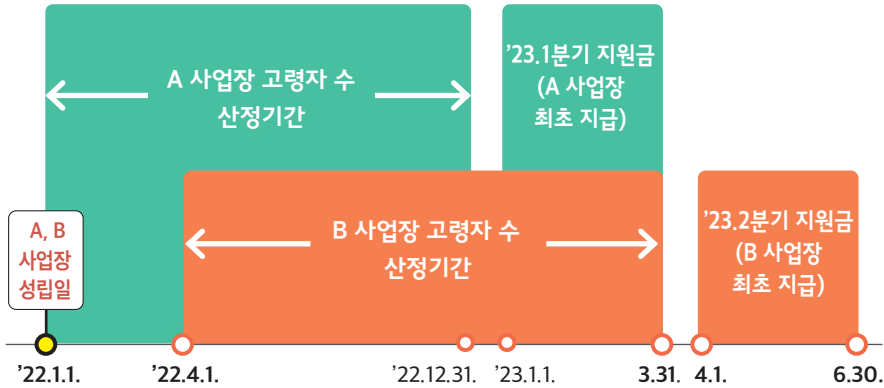 A 사업장 고령자 수
산정기간
’23.1분기 지원금
(A 사업장
최초 지급)
B 사업장 고령자 수
산정기간
’23.2분기 지원금
(B 사업장
최초 지급)
A, B
사업장
성립일
’22.1.1.
’22.4.1.
’22.12.31.
’23.1.1.
3.31.
4.1.
6.30.